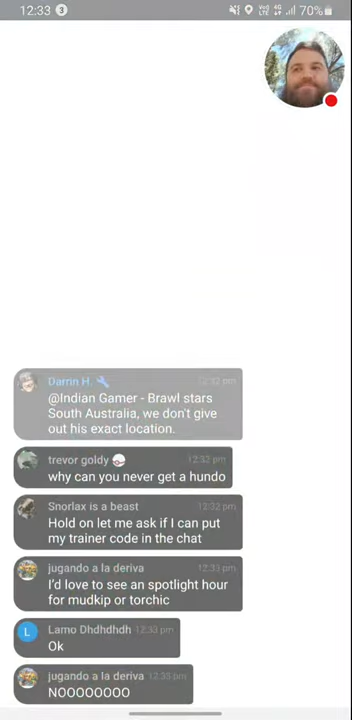 12:33 3 70%
Darrin H. 12:32 pm
@Indian Gamer - Brawl stars
South Australia, we don't give
out his exact location.
trevor goldy 12:32 pm
why can you never get a hundo
Snorlax is a beast 12:32 pm
Hold on let me ask if I can put
my trainer code in the chat
jugando a la deriva 12:33 pm
I'd love to see an spotlight hour
for mudkip or torchic
L Lamo Dhdhdhdh 12:33 pm
Ok
jugando a la deriva 12:33 pm
NOOOOOOOO